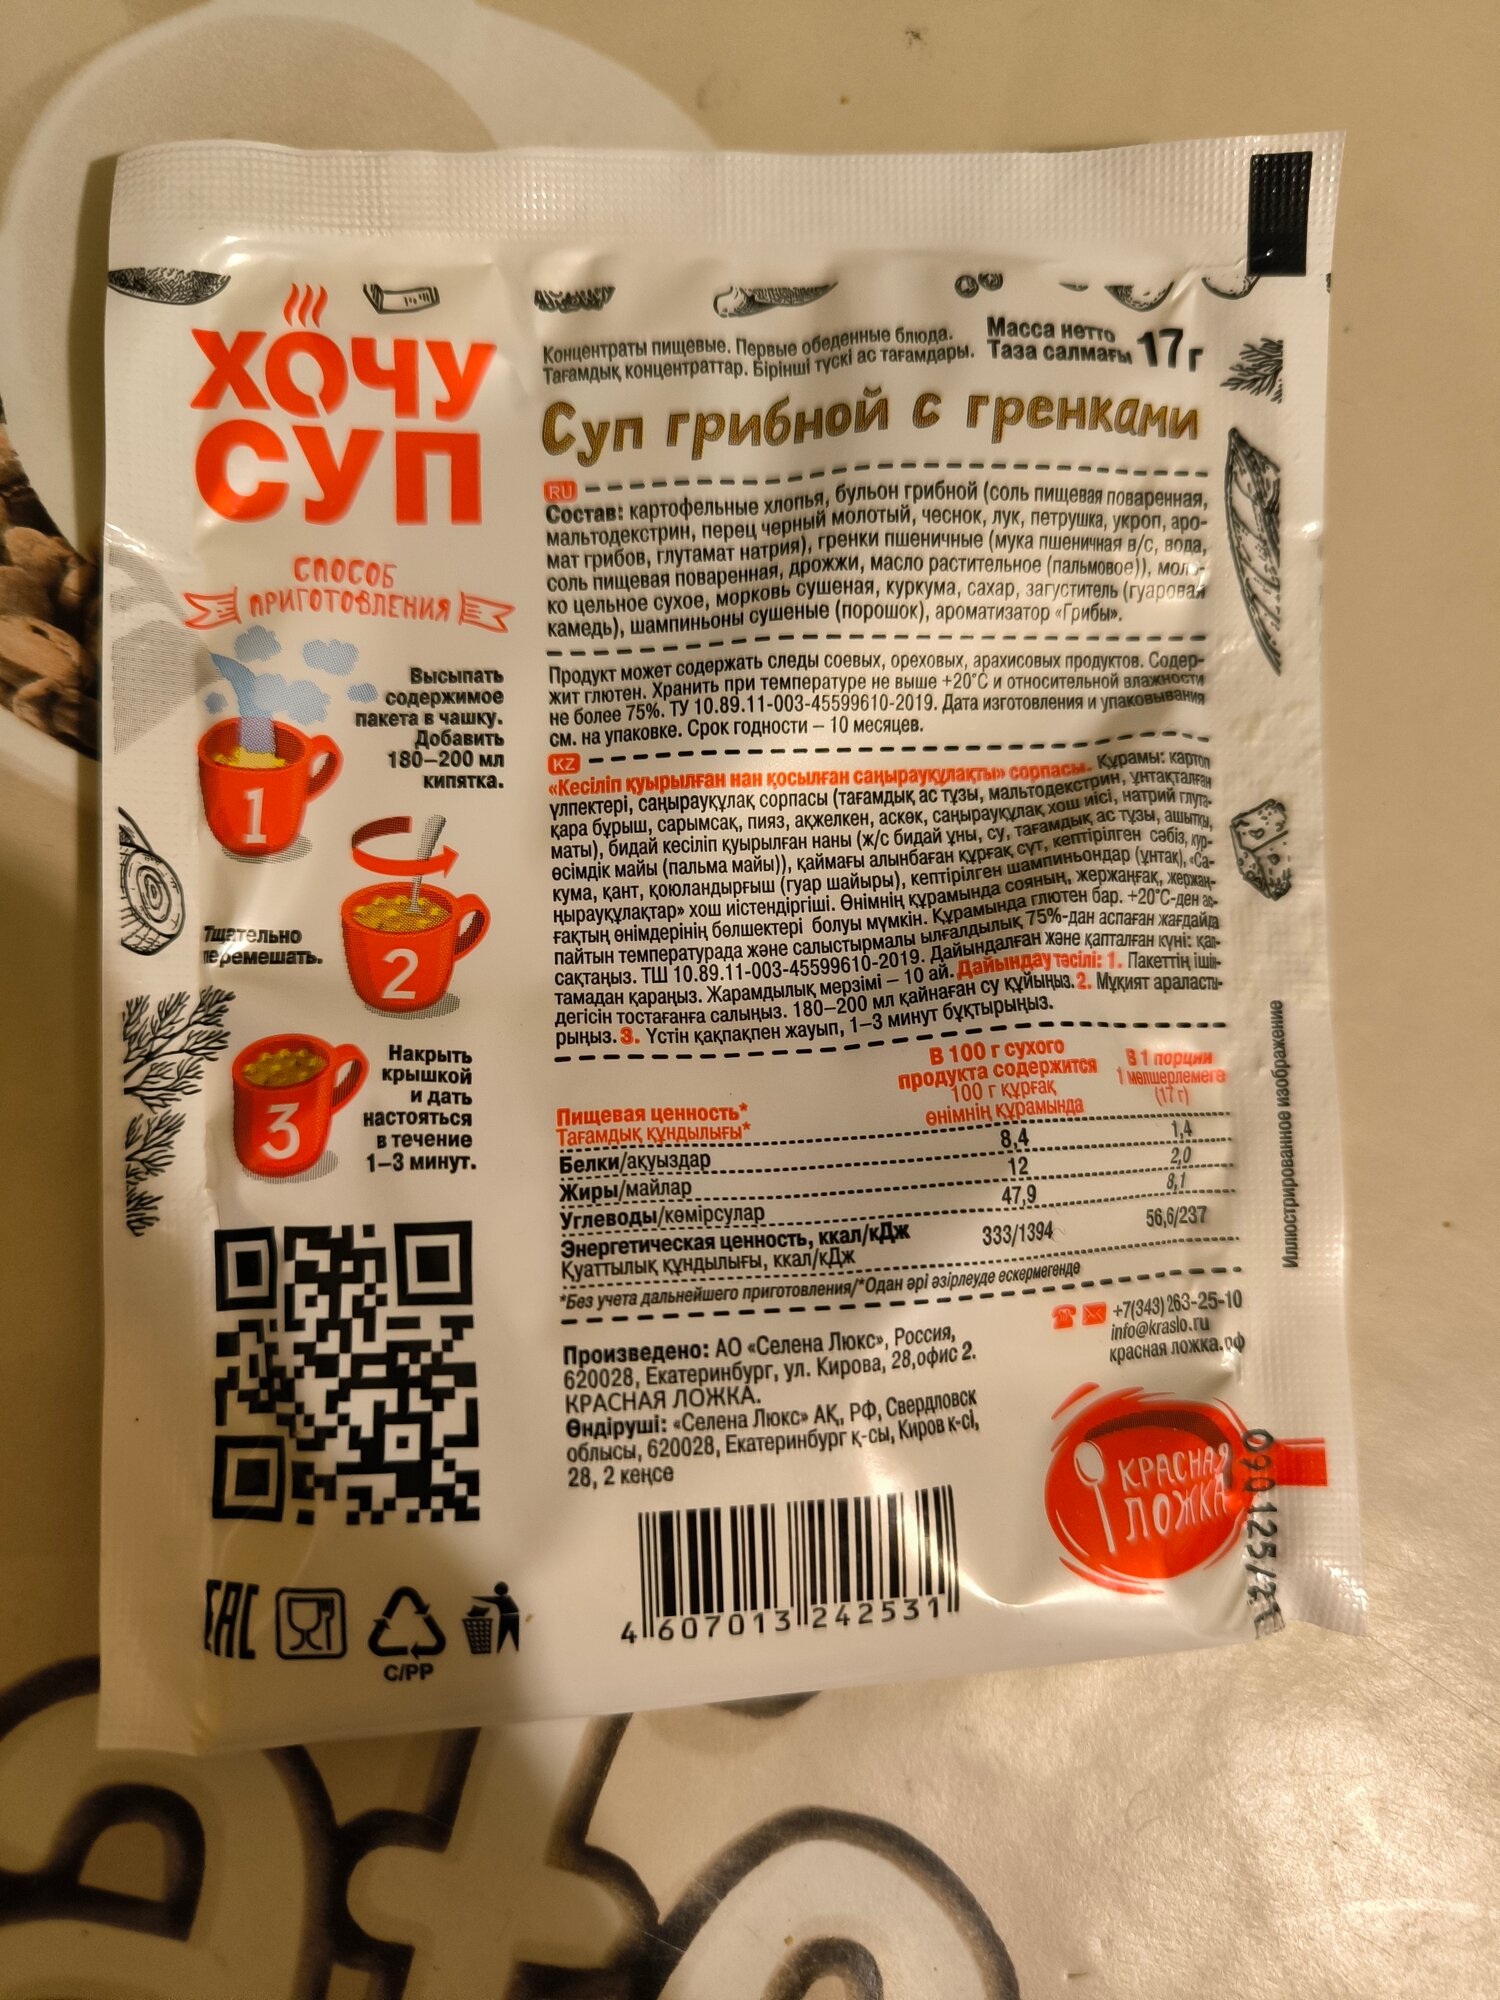 ХОЧУ
СУП
СПОСОБ
ПРИГОТОВЛЕНИЯ
Высыпать
содержимое
пакета в чашку.
Добавить
180–200 мл
кипятка.
1
Тщательно
перемешать.
2
Накрыть
крышкой
и дать
настояться
в течение
1–3 минут.
3
EAC
C/PP
Концентраты пищевые. Первые обеденные блюда.
Тағамдық концентраттар. Бірінші түскі ас тағамдары.
Масса нетто
Таза салмағы
17 г
Суп грибной с гренками
RU
Состав: картофельные хлопья, бульон грибной (соль пищевая поваренная,
мальтодекстрин, перец черный молотый, чеснок, лук, петрушка, укроп, аро-
мат грибов, глутамат натрия), гренки пшеничные (мука пшеничная в/с, вода,
соль пищевая поваренная, дрожжи, масло растительное (пальмовое)), моло-
ко цельное сухое, морковь сушеная, куркума, сахар, загуститель (гуаровая
камедь), шампиньоны сушеные (порошок), ароматизатор «Грибы».
Продукт может содержать следы соевых, ореховых, арахисовых продуктов. Содер-
жит глютен. Хранить при температуре не выше +20°С и относительной влажности
не более 75%. ТУ 10.89.11-003-45599610-2019. Дата изготовления и упаковывания
см. на упаковке. Срок годности – 10 месяцев.
KZ
«Кесіліп қуырылған нан қосылған саңырауқұлақты» сорпасы. Құрамы: картоп
үлпектері, саңырауқұлақ сорпасы (тағамдық ас тұзы, мальтодекстрин, ұнтақталған
қара бұрыш, сарымсақ, пияз, ақжелкен, аскөк, саңырауқұлақ хош иісі, натрий глута-
маты), бидай кесіліп қуырылған наны (ж/с бидай ұны, су, тағамдық ас тұзы, ашытқы,
өсімдік майы (пальма майы)), қаймағы алынбаған құрғақ сүт, кептірілген сәбіз, кур-
кума, қант, қоюландырғыш (гуар шайыры), кептірілген шампиньондар (ұнтақ), «Са-
ңырауқұлақтар» хош иістендіргіші. Өнімнің құрамында сояның, жержаңғақ, жержаң-
ғақтың өнімдерінің бөлшектері болуы мүмкін. Құрамында глютен бар. +20°С-ден ас-
пайтын температурада және салыстырмалы ылғалдылық 75%-дан аспаған жағдайда
сақтаңыз. ТШ 10.89.11-003-45599610-2019. Дайындалған және қапталған күні: қап-
тамадан қараңыз. Жарамдылық мерзімі – 10 ай. Дайындау тәсілі: 1. Пакеттің ішін-
дегісін тостағанға салыңыз. 180–200 мл қайнаған су құйыңыз. 2. Мұқият араласты-
рыңыз. 3. Үстін қақпақпен жауып, 1–3 минут бұқтырыңыз.
Пищевая ценность*
Тағамдық құндылығы*
В 100 г сухого
продукта содержится
100 г құрғақ
өнімнің құрамында
В 1 порции
1 мөлшерлемеге
(17 г)
Белки/ақуыздар 8,4 1,4
Жиры/майлар 12 2,0
Углеводы/көмірсулар 47,9 8,1
Энергетическая ценность, ккал/кДж 333/1394 56,6/237
Қуаттылық құндылығы, ккал/кДж
*Без учета дальнейшего приготовления/*Одан әрі әзірлеуде ескермегенде
Произведено: АО «Селена Люкс», Россия,
620028, Екатеринбург, ул. Кирова, 28,офис 2.
КРАСНАЯ ЛОЖКА.
Өндіруші: «Селена Люкс» АҚ, РФ, Свердловск
облысы, 620028, Екатеринбург қ-сы, Киров к-сі,
28, 2 кеңсе
+7(343) 263-25-10
info@kraslo.ru
красная ложка.рф
КРАСНАЯ
ЛОЖКА
4 607013 242531
Иллюстрированное изображение